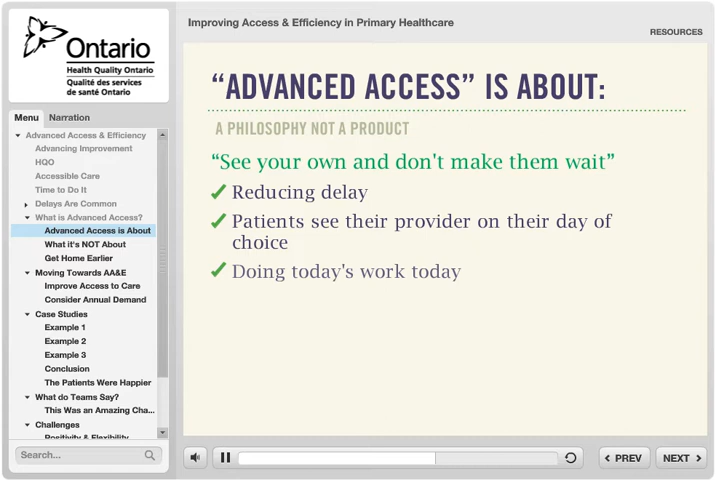 Ontario
Health Quality Ontario
Qualité des services
de santé Ontario
Improving Access & Efficiency in Primary Healthcare
RESOURCES
Menu
Narration
Advanced Access & Efficiency
Advancing Improvement
HQO
Accessible Care
Time to Do It
Delays Are Common
What is Advanced Access?
Advanced Access is About
What it's NOT About
Get Home Earlier
Moving Towards AA&E
Improve Access to Care
Consider Annual Demand
Case Studies
Example 1
Example 2
Example 3
Conclusion
The Patients Were Happier
What do Teams Say?
This Was an Amazing Cha...
Challenges
Positivity & Flexibility
Search...
“ADVANCED ACCESS” IS ABOUT:
A PHILOSOPHY NOT A PRODUCT
“See your own and don't make them wait”
Reducing delay
Patients see their provider on their day of
choice
Doing today's work today
PREV
NEXT